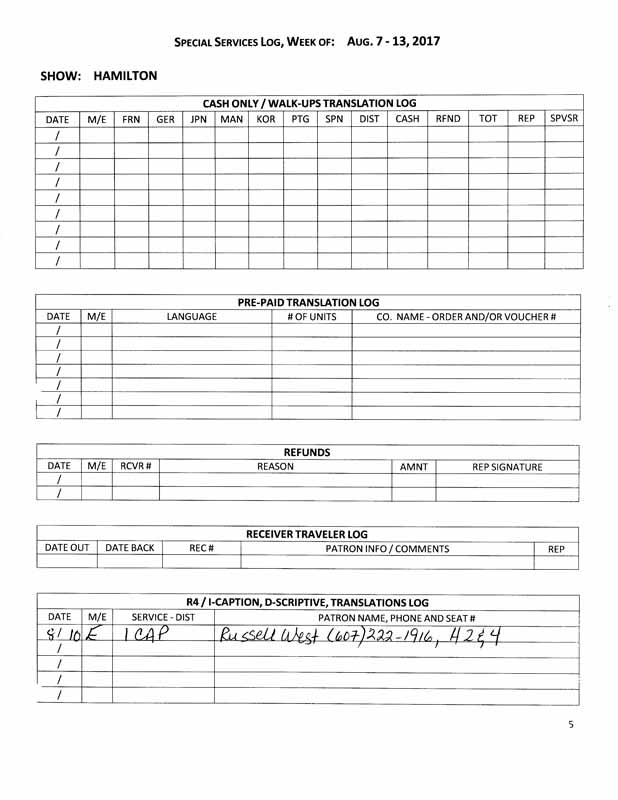 SPECIAL SERVICES LOG, WEEK OF: AUG. 7 - 13, 2017
SHOW: HAMILTON
CASH ONLY / WALK-UPS TRANSLATION LOG
DATE M/E FRN GER JPN MAN KOR PTG SPN DIST CASH RFND TOT REP SPVSR
/
/
/
/
/
/
/
/
/
PRE-PAID TRANSLATION LOG
DATE M/E LANGUAGE # OF UNITS CO. NAME - ORDER AND/OR VOUCHER #
/
/
/
/
/
/
/
REFUNDS
DATE M/E RCVR # REASON AMNT REP SIGNATURE
/
/
RECEIVER TRAVELER LOG
DATE OUT DATE BACK REC # PATRON INFO / COMMENTS REP
R4 / I-CAPTION, D-SCRIPTIVE, TRANSLATIONS LOG
DATE M/E SERVICE - DIST PATRON NAME, PHONE AND SEAT #
8/ 10 E 1 CAP Russell West (607)222-1916, H2&4
/
/
/
/
5